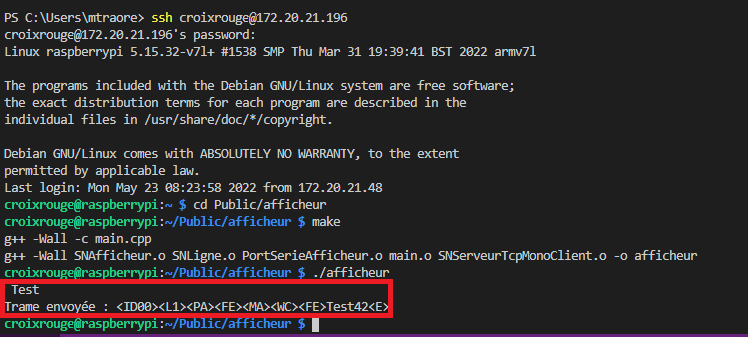 PS C:\Users\mtraore> ssh croixrouge@172.20.21.196
croixrouge@172.20.21.196's password:
Linux raspberrypi 5.15.32-v7l+ #1538 SMP Thu Mar 31 19:39:41 BST 2022 armv7l
The programs included with the Debian GNU/Linux system are free software;
the exact distribution terms for each program are described in the
individual files in /usr/share/doc/*/copyright.
Debian GNU/Linux comes with ABSOLUTELY NO WARRANTY, to the extent
permitted by applicable law.
Last login: Mon May 23 08:23:58 2022 from 172.20.21.48
croixrouge@raspberrypi:~ $ cd Public/afficheur
croixrouge@raspberrypi:~/Public/afficheur $ make
g++ -Wall -c main.cpp
g++ -Wall SNAfficheur.o SNLigne.o PortSerieAfficheur.o main.o SNServeurTcpMonoClient.o -o afficheur
croixrouge@raspberrypi:~/Public/afficheur $ ./afficheur
Test
Trame envoyée : <ID00><L1><PA><FE><MA><WC><FE>Test42<E>
croixrouge@raspberrypi:~/Public/afficheur $